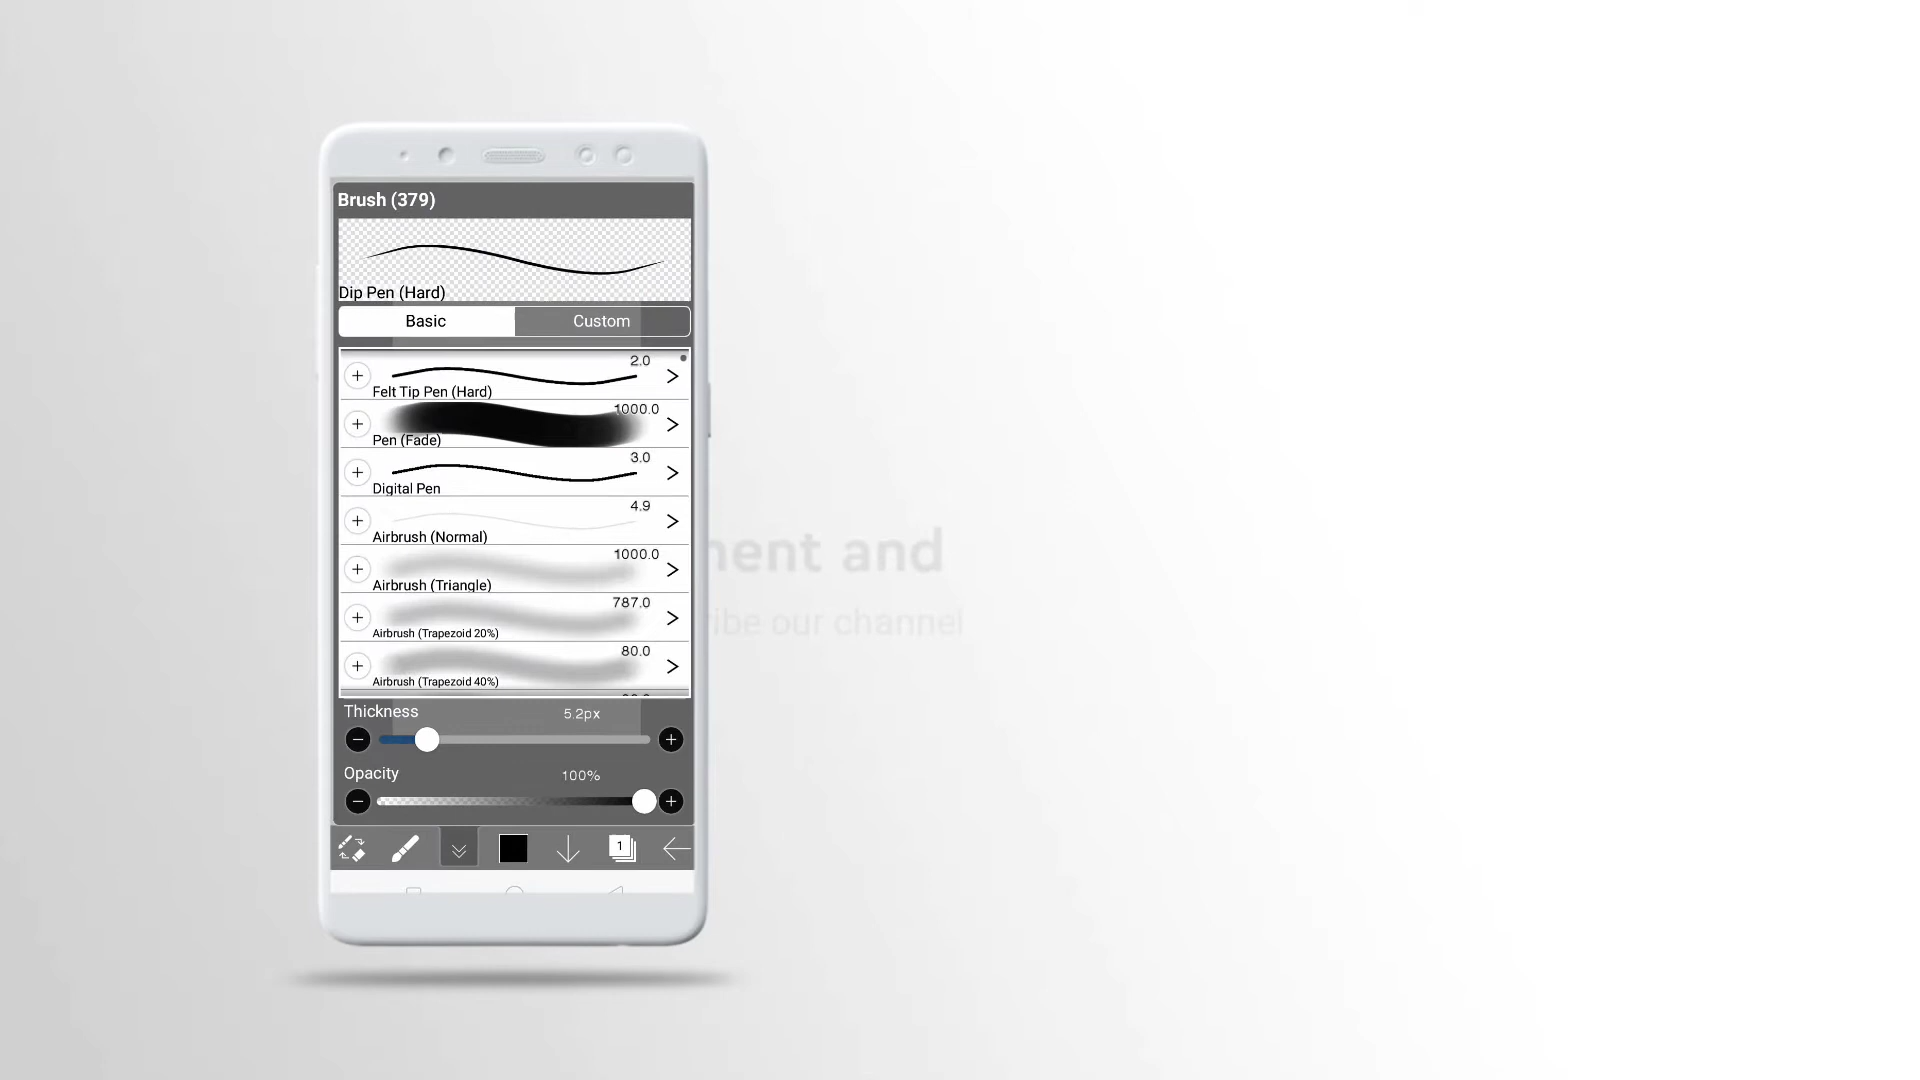 Brush (379)
Dip Pen (Hard)
Basic
Custom
2.0
Felt Tip Pen (Hard)
1000.0
Pen (Fade)
3.0
Digital Pen
4.9
Airbrush (Normal)
1000.0
Airbrush (Triangle)
787.0
Airbrush (Trapezoid 20%)
80.0
Airbrush (Trapezoid 40%)
Thickness
5.2px
Opacity
100%
1
and
our channel